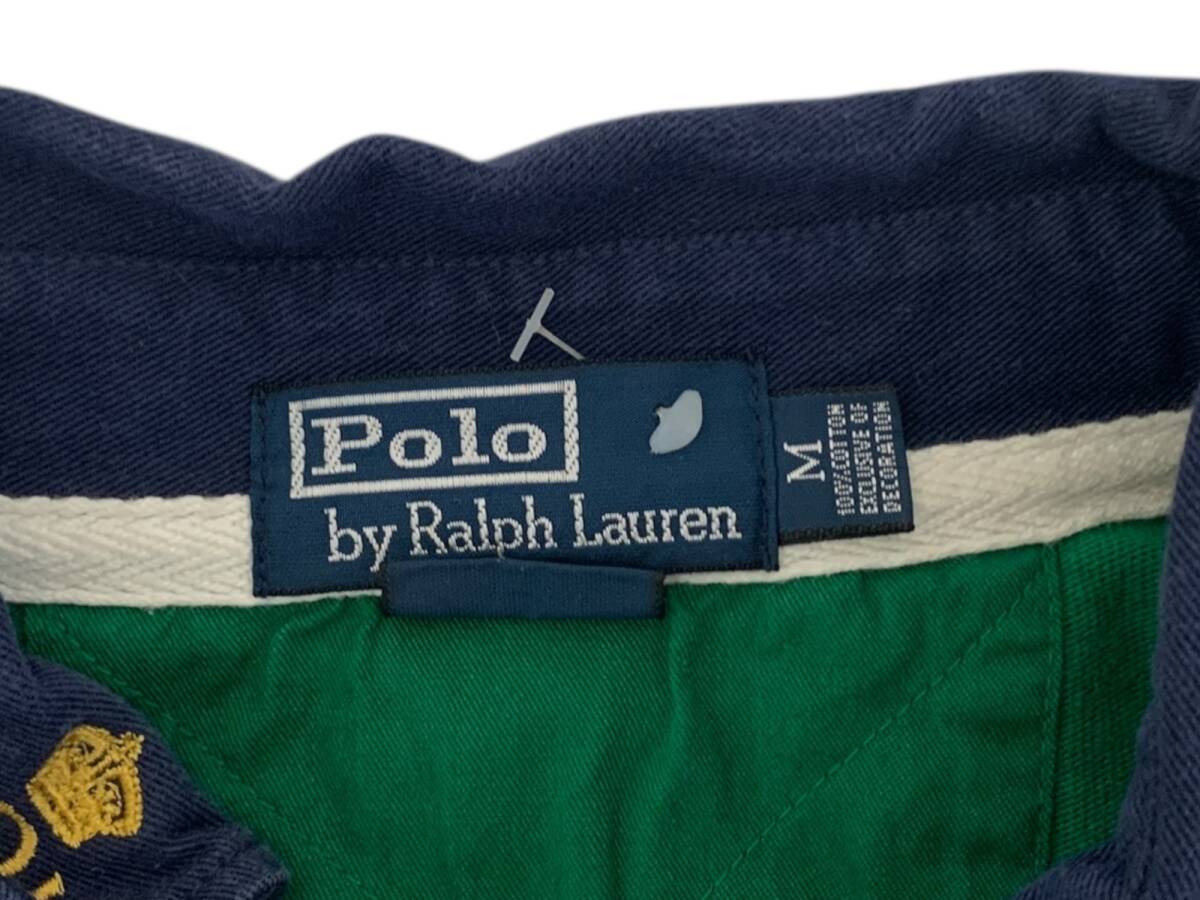 Polo
by Ralph Lauren
M
100% COTTON
EXCLUSIVE OF
DECORATION